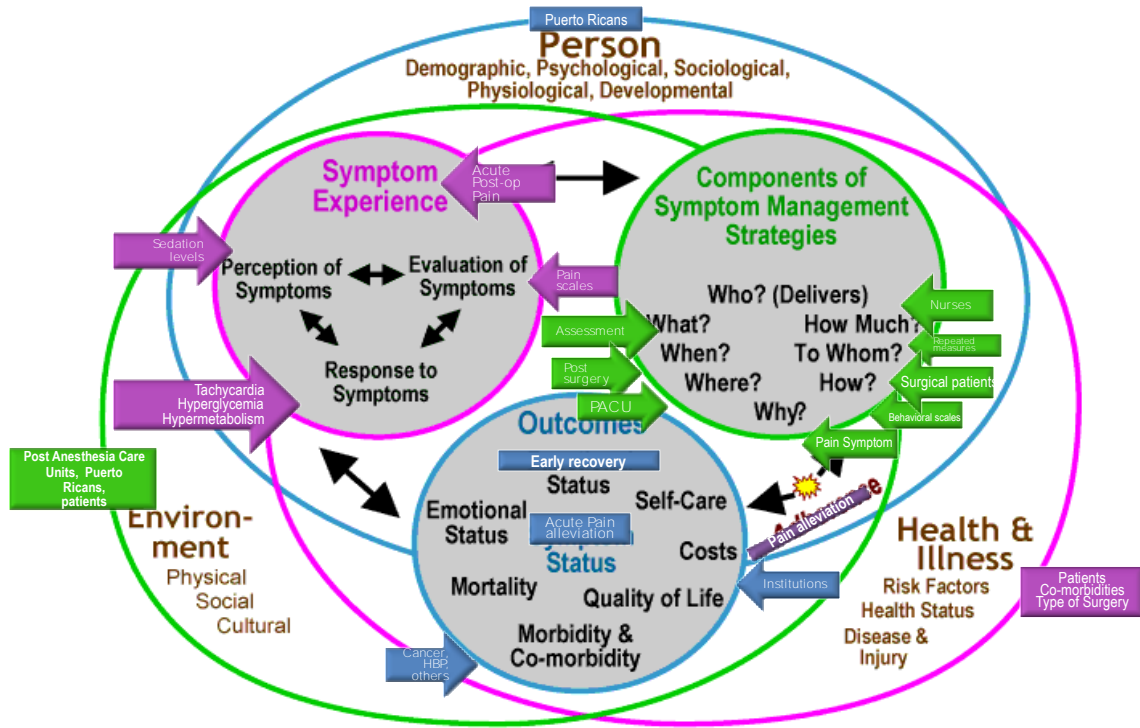 Puerto Ricans
Person
Demographic, Psychological, Sociological,
Physiological, Developmental
Symptom
Experience
Acute
Post-op
Pain
Components of
Symptom Management
Strategies
Sedation
levels
Perception of
Symptoms
Evaluation of
Symptoms
Pain
scales
Response to
Symptoms
Who? (Delivers)
Nurses
Assessment
What?
How Much?
When?
To Whom?
Repeated
measures
Post
surgery
Where?
How?
Surgical patients
PACU
Why?
Behavioral scales
Pain Symptom
Tachycardia
Hyperglycemia
Hypermetabolism
Outcomes
Early recovery
Status
Self-Care
Emotional
Status
Acute Pain
alleviation
Status
Costs
Pain alleviation
Mortality
Institutions
Quality of Life
Morbidity &
Co-morbidity
Cancer,
HBP,
others
Post Anesthesia Care
Units, Puerto
Ricans,
patients
Environ-
ment
Physical
Social
Cultural
Health &
Illness
Risk Factors
Health Status
Disease &
Injury
Patients
Co-morbidities
Type of Surgery